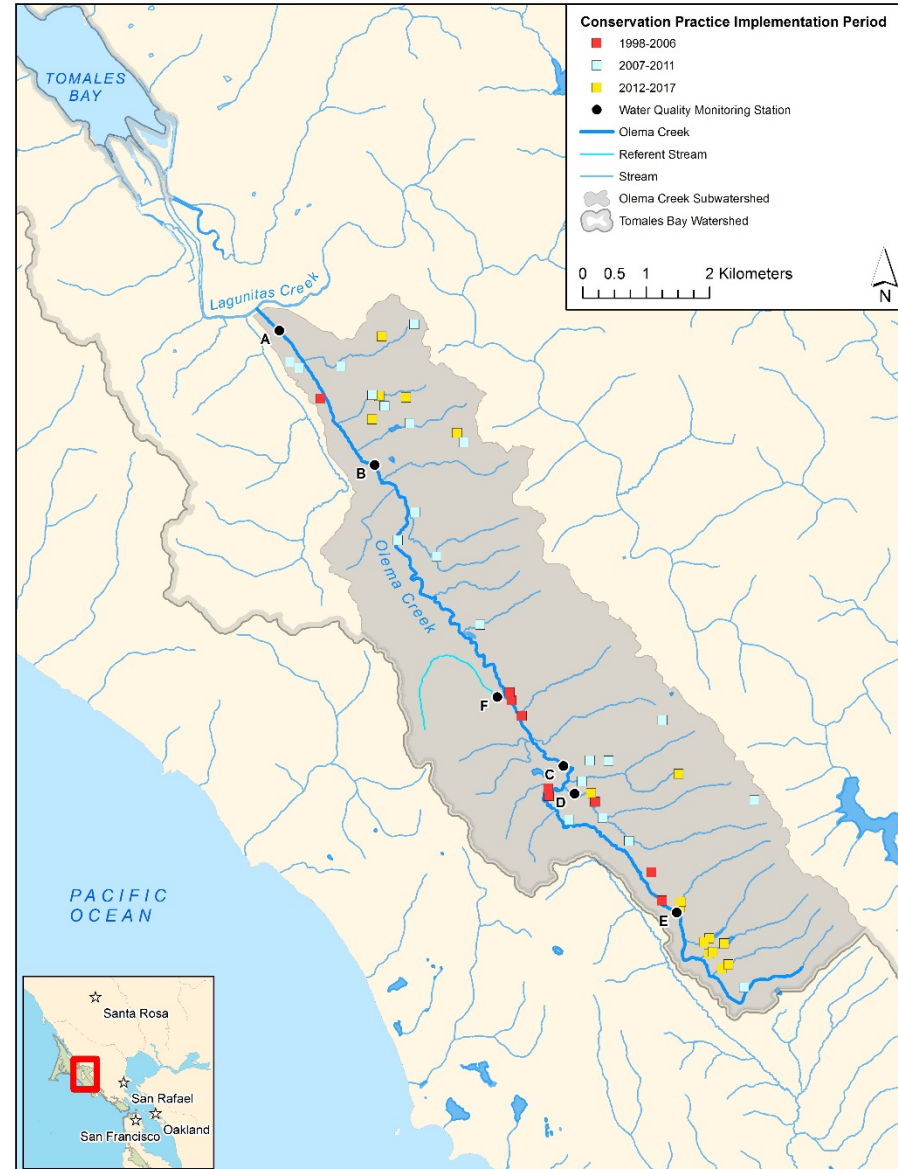 Conservation Practice Implementation Period
1998-2006
2007-2011
2012-2017
Water Quality Monitoring Station
Olema Creek
Referent Stream
Stream
Olema Creek Subwatershed
Tomales Bay Watershed
0 0.5 1 2 Kilometers
N
TOMALES
BAY
Lagunitas Creek
A
B
Olema Creek
F
C
D
E
PACIFIC
OCEAN
Santa Rosa
San Rafael
Oakland
San Francisco